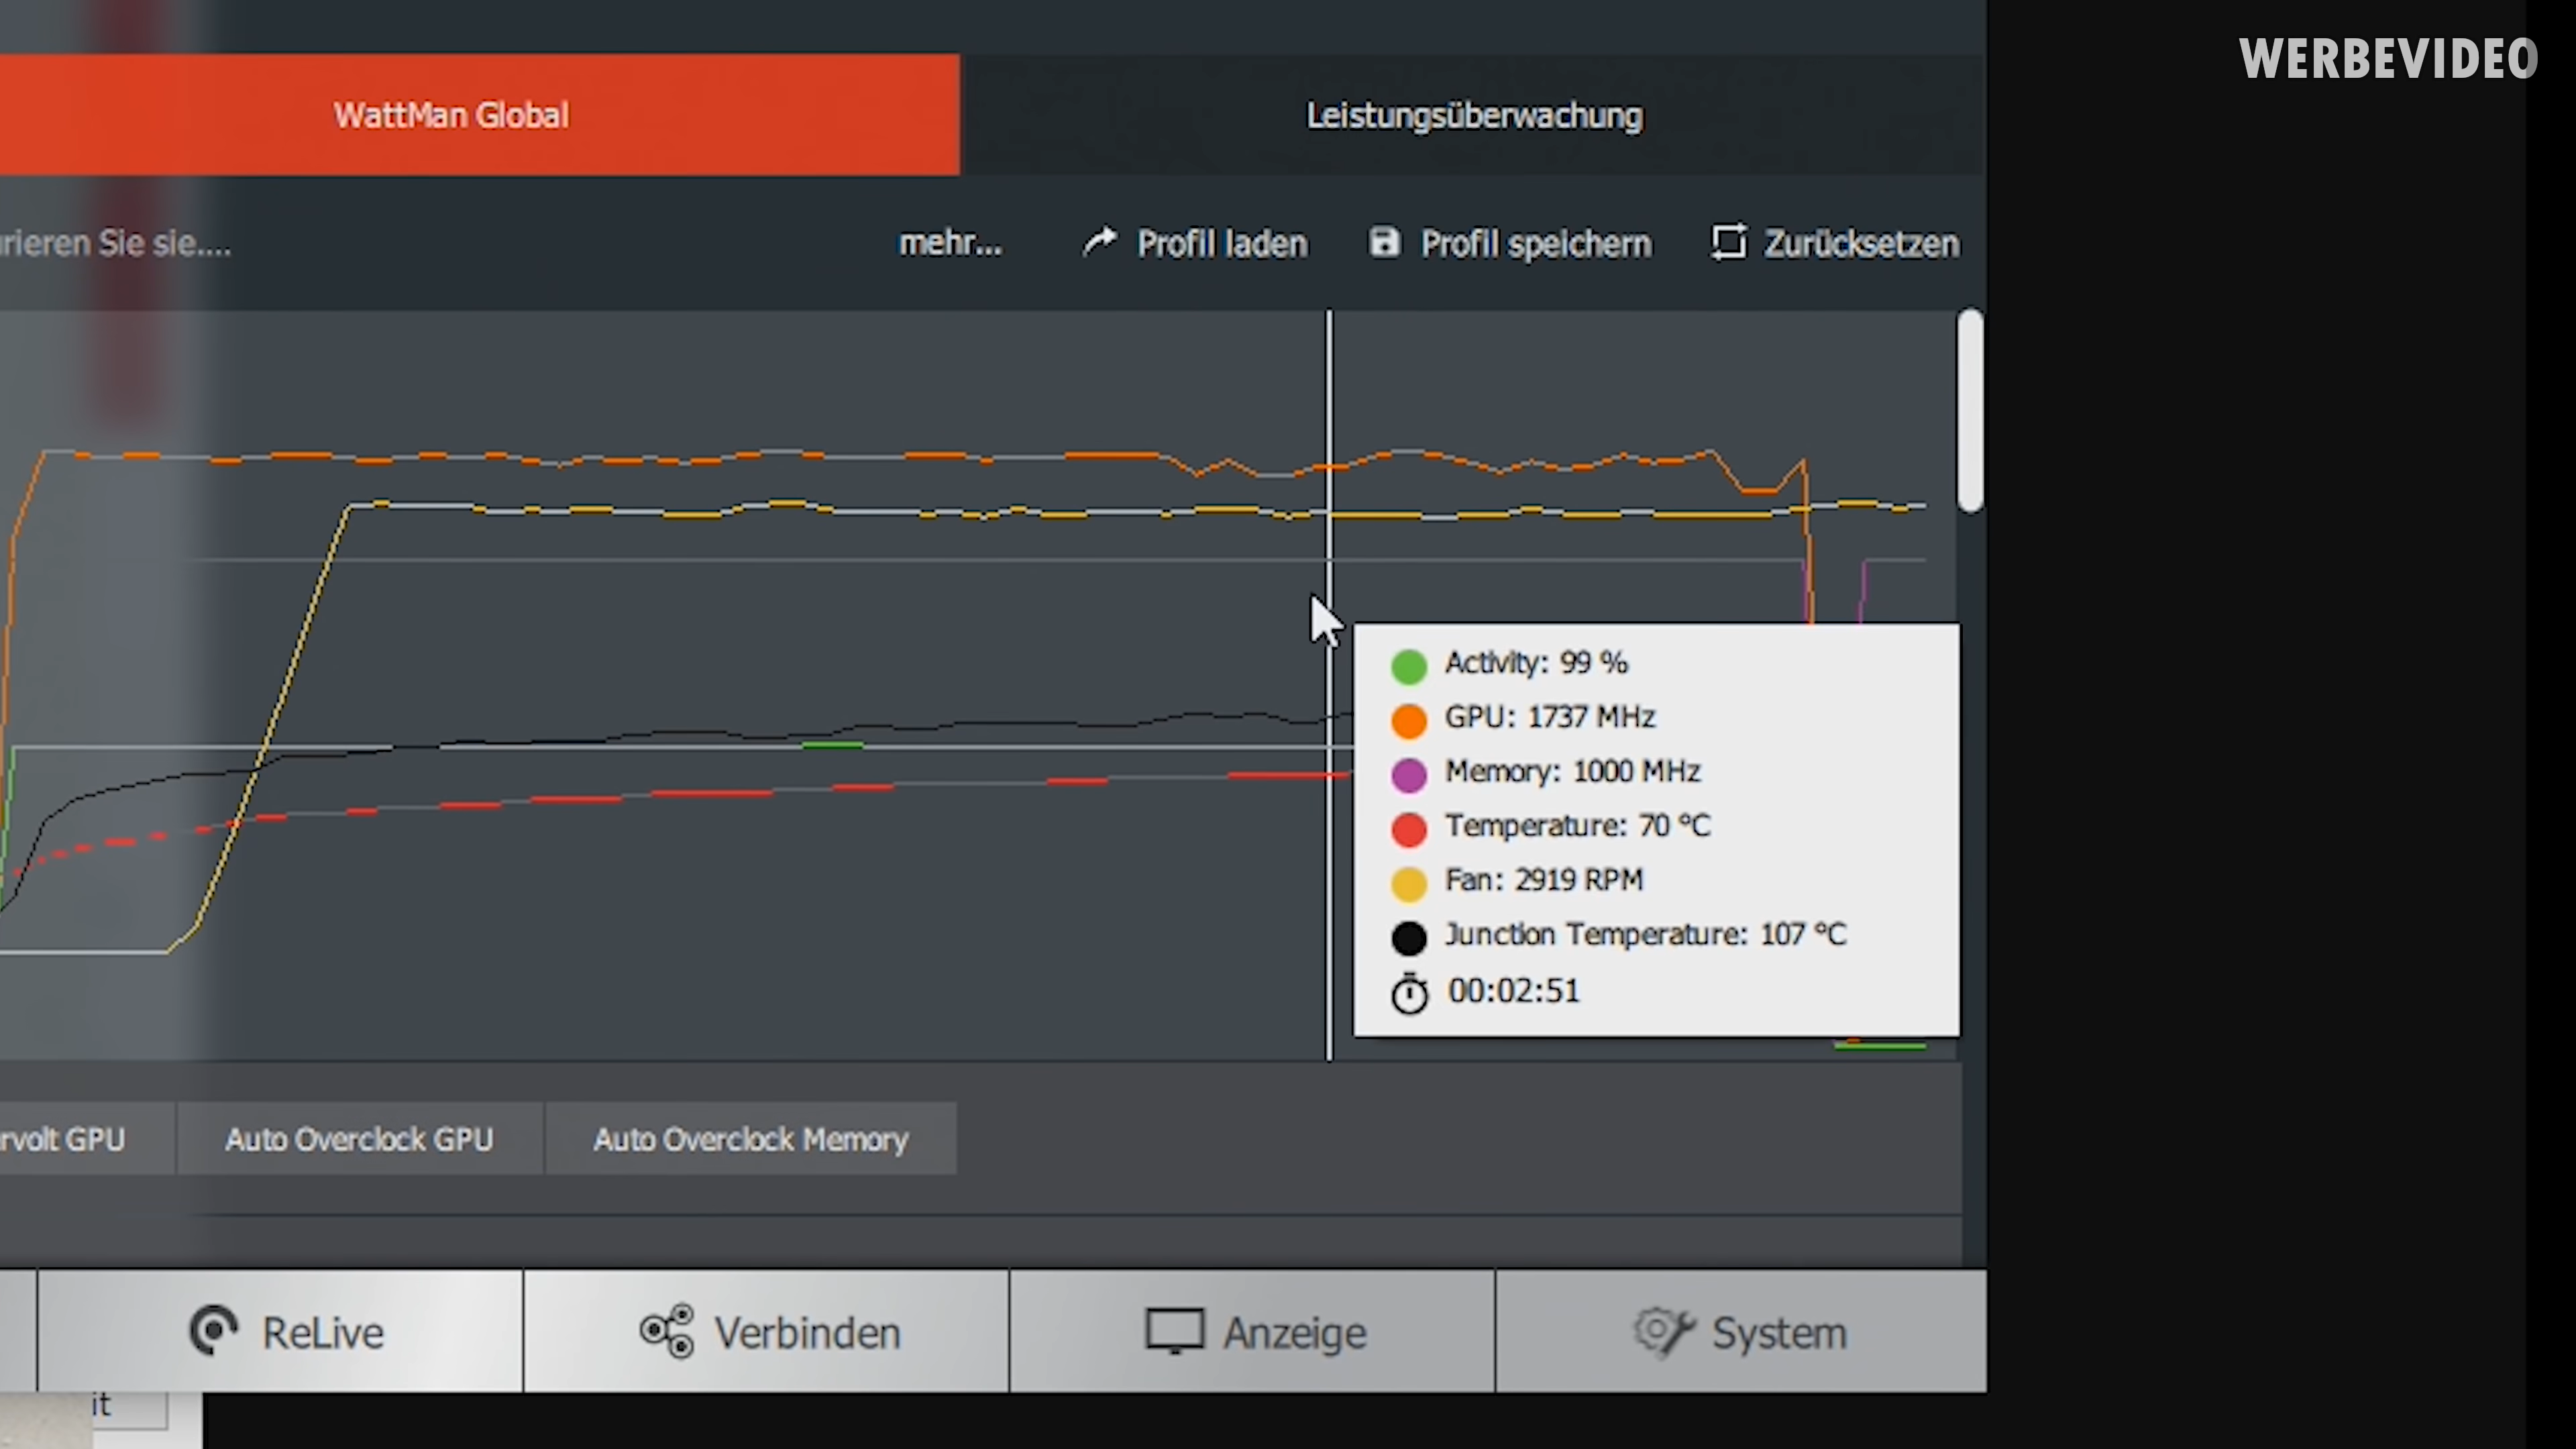 WERBEVIDEO
WattMan Global
Leistungsüberwachung
rieren Sie sie....
mehr...
Profil laden
Profil speichern
Zurücksetzen
Activity: 99 %
GPU: 1737 MHz
Memory: 1000 MHz
Temperature: 70 °C
Fan: 2919 RPM
Junction Temperature: 107 °C
00:02:51
rvolt GPU
Auto Overclock GPU
Auto Overclock Memory
ReLive
Verbinden
Anzeige
System
it